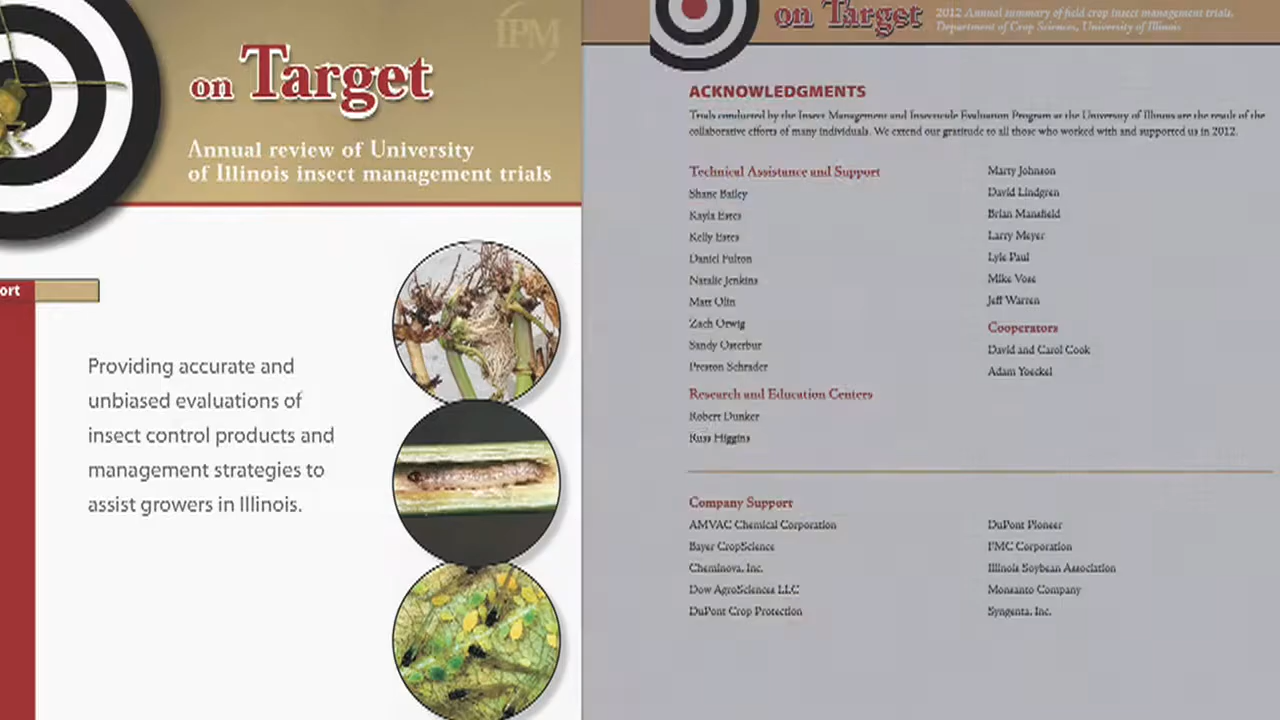 IPM
on Target
Annual review of University
of Illinois insect management trials
ort
Providing accurate and
unbiased evaluations of
insect control products and
management strategies to
assist growers in Illinois.
on Target
2012 Annual summary of field crop insect management trials,
Department of Crop Sciences, University of Illinois
ACKNOWLEDGMENTS
Trials conducted by the Insect Management and Insecticide Evaluation Program at the University of Illinois are the result of the
collaborative efforts of many individuals. We extend our gratitude to all those who worked with and supported us in 2012.
Technical Assistance and Support
Shane Bailey
Kayla Estes
Kelly Estes
Daniel Fulton
Natalie Jenkins
Matt Olin
Zach Orwig
Sandy Osterbur
Preston Schrader
Research and Education Centers
Robert Dunker
Russ Higgins
Marty Johnson
David Lindgren
Brian Mansfield
Larry Meyer
Lyle Paul
Mike Vose
Jeff Warren
Cooperators
David and Carol Cook
Adam Yoeckel
Company Support
AMVAC Chemical Corporation
Bayer CropScience
Cheminova, Inc.
Dow AgroSciences LLC
DuPont Crop Protection
DuPont Pioneer
FMC Corporation
Illinois Soybean Association
Monsanto Company
Syngenta, Inc.